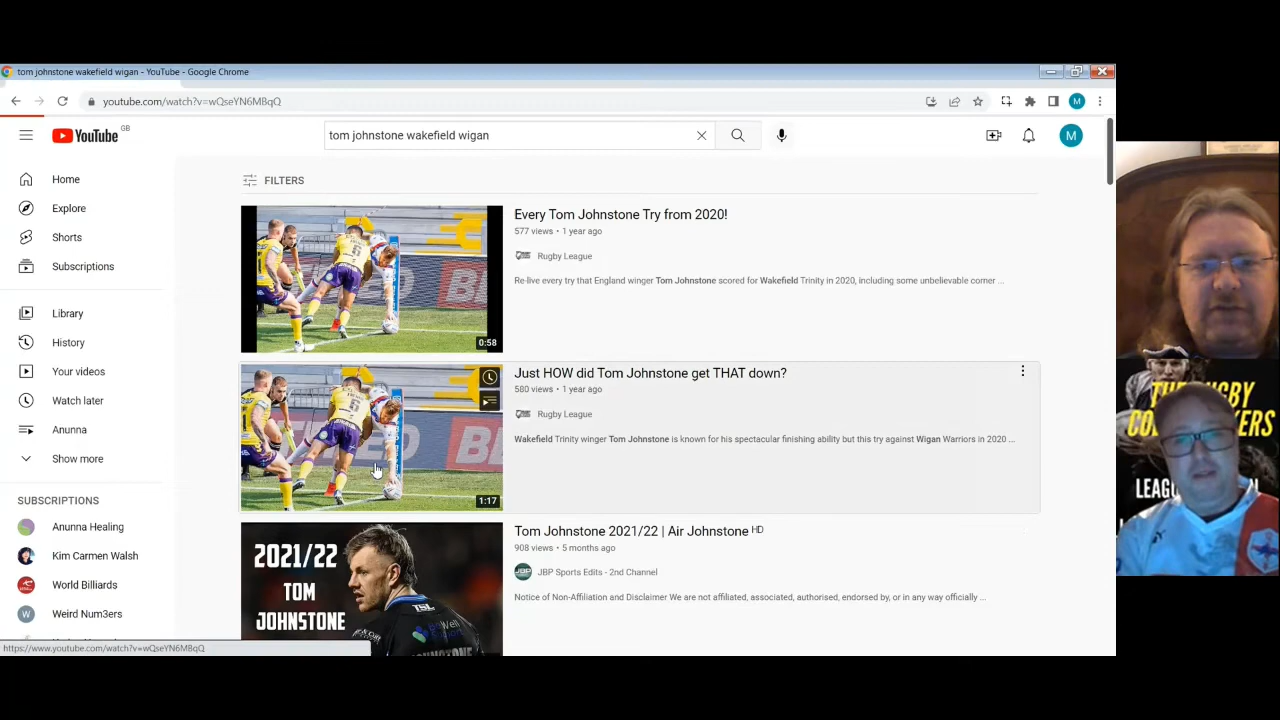 tom johnstone wakefield wigan - YouTube - Google Chrome
youtube.com/watch?v=wQseYN6MBqQ
M
YouTube GB
tom johnstone wakefield wigan
M
Home
Explore
Shorts
Subscriptions
Library
History
Your videos
Watch later
Anunna
Show more
SUBSCRIPTIONS
Anunna Healing
Kim Carmen Walsh
World Billiards
W Weird Num3ers
FILTERS
0:58
Every Tom Johnstone Try from 2020!
577 views • 1 year ago
Rugby League
Re-live every try that England winger Tom Johnstone scored for Wakefield Trinity in 2020, including some unbelievable corner ...
1:17
Just HOW did Tom Johnstone get THAT down?
580 views • 1 year ago
Rugby League
Wakefield Trinity winger Tom Johnstone is known for his spectacular finishing ability but this try against Wigan Warriors in 2020 ...
2021/22
TOM
JOHNSTONE
Tom Johnstone 2021/22 | Air Johnstone HD
908 views • 5 months ago
JBP Sports Edits - 2nd Channel
Notice of Non-Affiliation and Disclaimer We are not affiliated, associated, authorised, endorsed by, or in any way officially ...
https://www.youtube.com/watch?v=wQseYN6MBqQ